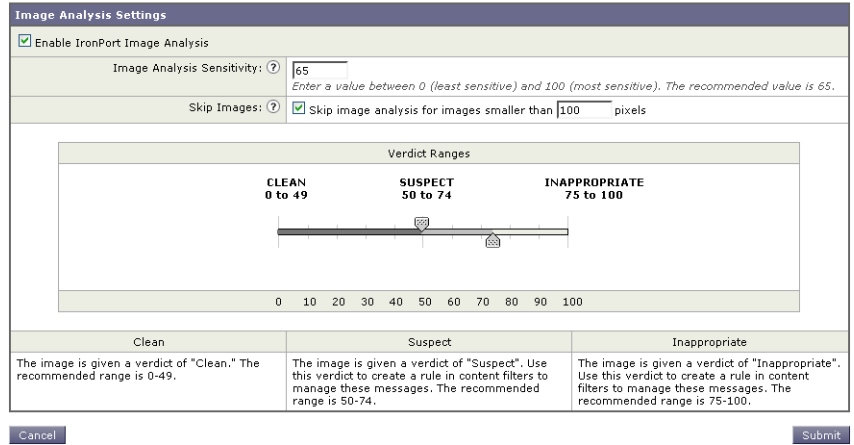 Image Analysis Settings
Enable IronPort Image Analysis
Image Analysis Sensitivity: ? 65
Enter a value between 0 (least sensitive) and 100 (most sensitive). The recommended value is 65.
Skip Images: ? Skip image analysis for images smaller than 100 pixels
Verdict Ranges
CLEAN SUSPECT INAPPROPRIATE
0 to 49 50 to 74 75 to 100
0 10 20 30 40 50 60 70 80 90 100
Clean Suspect Inappropriate
The image is given a verdict of "Clean." The
recommended range is 0-49.
The image is given a verdict of "Suspect". Use
this verdict to create a rule in content filters to
manage these messages. The recommended
range is 50-74.
The image is given a verdict of "Inappropriate".
Use this verdict to create a rule in content
filters to manage these messages. The
recommended range is 75-100.
Cancel Submit